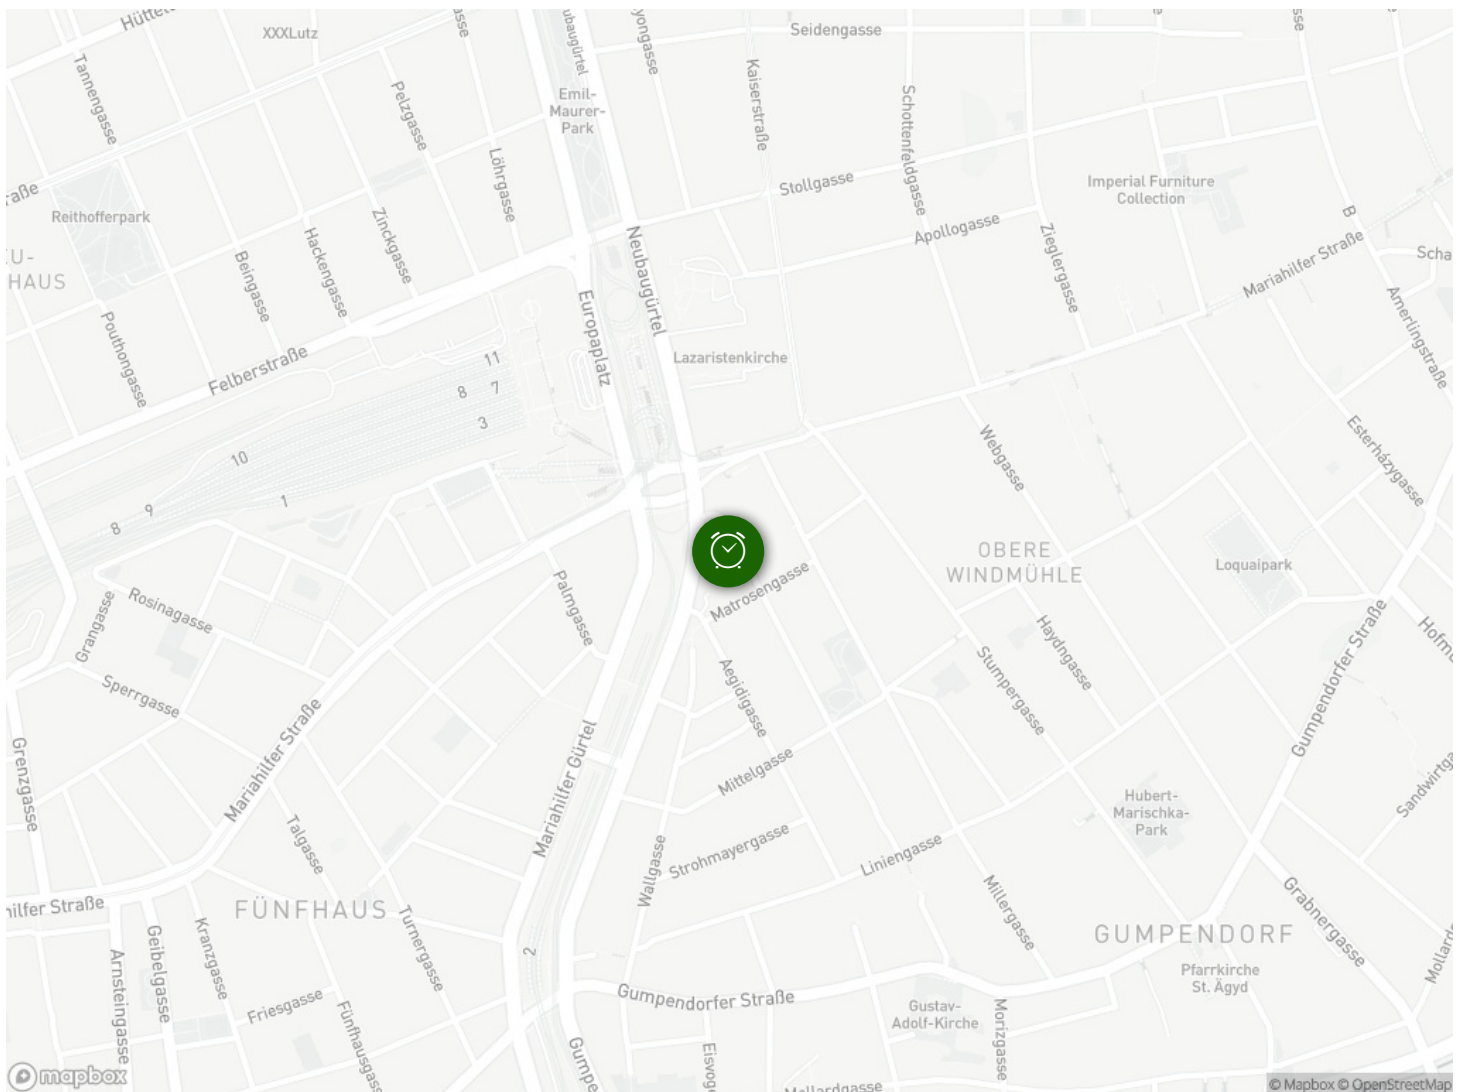 XXXLutz
Seidengasse
Tannengasse
Pelzgasse
Löhrgasse
Emil-
Maurer-
Park
Kaiserstraße
Schottenfeldgasse
Stollgasse
Imperial Furniture
Collection
Reithofferpark
Zinckgasse
Hackengasse
Beingasse
Apollogasse
Zieglergasse
Mariahilfer Straße
Neubaugürtel
Europaplatz
Pouthongasse
Felberstraße
Lazaristenkirche
Amerlingstraße
11
8
7
3
10
9
8
1
Webgasse
Esterházygasse
OBERE
WINDMÜHLE
Loquaipark
Matrosengasse
Palmgasse
Rosinagasse
Grangasse
Sperrgasse
Haydngasse
Stumpergasse
Aegidigasse
Gumpendorfer Straße
Mariahilfer Straße
Mariahilfer Gürtel
Mittelgasse
Grenzgasse
Hubert-
Marischka-
Park
Talgasse
Strohmayergasse
Liniengasse
Wallgasse
FÜNFHAUS
Turnergasse
Millergasse
Grabnergasse
GUMPENDORF
Kranzgasse
Geibelgasse
Arnsteingasse
2
Pfarrkirche
St. Ägyd
Friesgasse
Gumpendorfer Straße
Gustav-
Adolf-Kirche
Morizgasse
Fünfhausgasse
mapbox
© Mapbox © OpenStreetMap